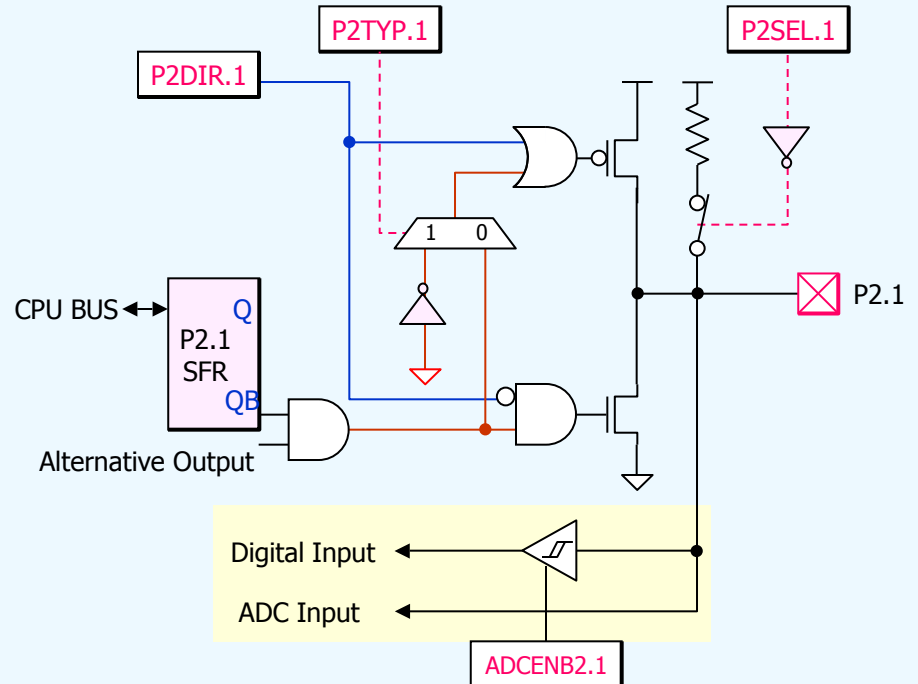 P2TYP.1
P2SEL.1
P2DIR.1
1 0
CPU BUS
Q
P2.1
SFR
QB
P2.1
Alternative Output
Digital Input
ADC Input
ADCENB2.1